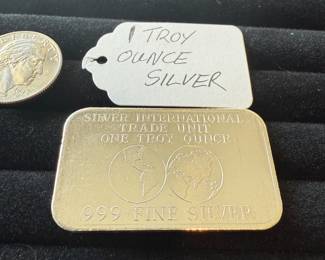 1 TROY
OUNCE
SILVER
SILVER INTERNATIONAL
TRADE UNIT
ONE TROY OUNCE
999 FINE SILVER